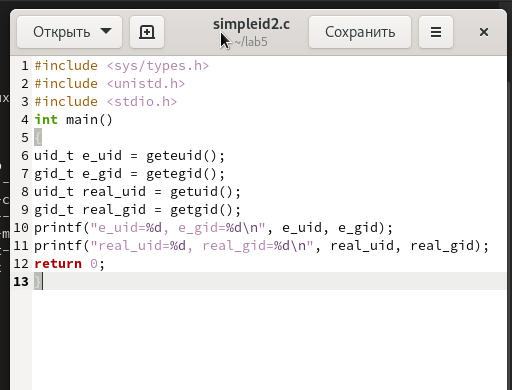 Открыть
simpleid2.c
~/lab5
Сохранить
1 #include <sys/types.h>
2 #include <unistd.h>
3 #include <stdio.h>
4 int main()
5 {
6 uid_t e_uid = geteuid();
7 gid_t e_gid = getegid();
8 uid_t real_uid = getuid();
9 gid_t real_gid = getgid();
10 printf("e_uid=%d, e_gid=%d\n", e_uid, e_gid);
11 printf("real_uid=%d, real_gid=%d\n", real_uid, real_gid);
12 return 0;
13 }